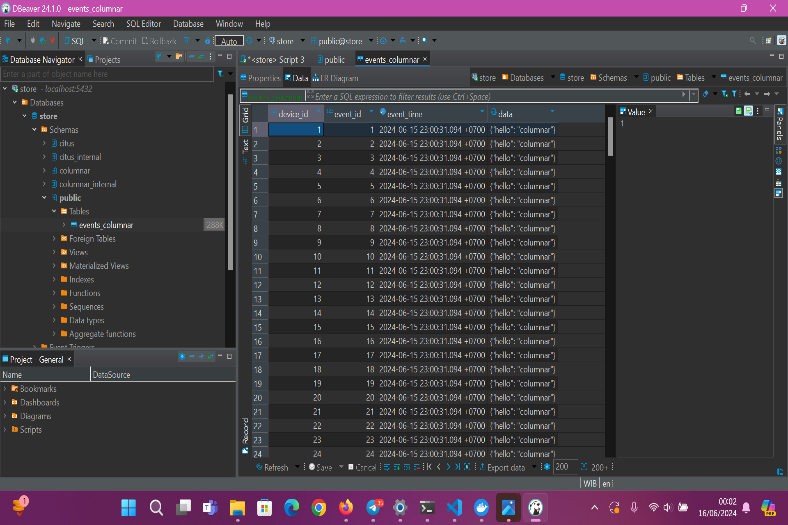 DBeaver 24.1.0 events_columnar
File Edit Navigate Search SQL Editor Database Window Help
SQL Commit Rollback Auto store public@store
Database Navigator Projects
Enter a part of object name here
store - localhost:5432
Databases
store
Schemas
citus
citus_internal
columnar
columnar_internal
public
Tables
events_columnar 288K
Foreign Tables
Views
Materialized Views
Indexes
Functions
Sequences
Data types
Aggregate functions
Event Triggers
Project - General
Name DataSource
Bookmarks
Dashboards
Diagrams
Scripts
*<store> Script 3 public events_columnar
Properties Data ER Diagram store Databases store Schemas public Tables events_columnar
Enter a SQL expression to filter results (use Ctrl+Space)
Grid
Text
Record
device_id event_id event_time data
1 1 1 2024-06-15 23:00:31.094 +0700 {"hello": "columnar"}
2 2 2 2024-06-15 23:00:31.094 +0700 {"hello": "columnar"}
3 3 3 2024-06-15 23:00:31.094 +0700 {"hello": "columnar"}
4 4 4 2024-06-15 23:00:31.094 +0700 {"hello": "columnar"}
5 5 5 2024-06-15 23:00:31.094 +0700 {"hello": "columnar"}
6 6 6 2024-06-15 23:00:31.094 +0700 {"hello": "columnar"}
7 7 7 2024-06-15 23:00:31.094 +0700 {"hello": "columnar"}
8 8 8 2024-06-15 23:00:31.094 +0700 {"hello": "columnar"}
9 9 9 2024-06-15 23:00:31.094 +0700 {"hello": "columnar"}
10 10 10 2024-06-15 23:00:31.094 +0700 {"hello": "columnar"}
11 11 11 2024-06-15 23:00:31.094 +0700 {"hello": "columnar"}
12 12 12 2024-06-15 23:00:31.094 +0700 {"hello": "columnar"}
13 13 13 2024-06-15 23:00:31.094 +0700 {"hello": "columnar"}
14 14 14 2024-06-15 23:00:31.094 +0700 {"hello": "columnar"}
15 15 15 2024-06-15 23:00:31.094 +0700 {"hello": "columnar"}
16 16 16 2024-06-15 23:00:31.094 +0700 {"hello": "columnar"}
17 17 17 2024-06-15 23:00:31.094 +0700 {"hello": "columnar"}
18 18 18 2024-06-15 23:00:31.094 +0700 {"hello": "columnar"}
19 19 19 2024-06-15 23:00:31.094 +0700 {"hello": "columnar"}
20 20 20 2024-06-15 23:00:31.094 +0700 {"hello": "columnar"}
21 21 21 2024-06-15 23:00:31.094 +0700 {"hello": "columnar"}
22 22 22 2024-06-15 23:00:31.094 +0700 {"hello": "columnar"}
23 23 23 2024-06-15 23:00:31.094 +0700 {"hello": "columnar"}
24 24 24 2024-06-15 23:00:31.094 +0700 {"hello": "columnar"}
Value
1
Panels
Refresh Save Cancel Export data 200 200+
WIB en
00:02
16/06/2024